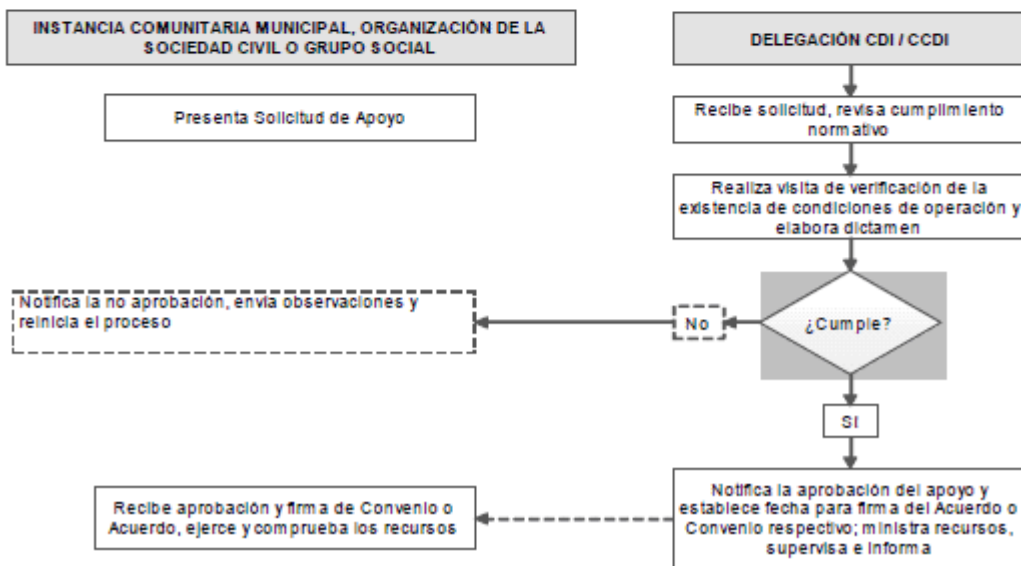 INSTANCIA COMUNITARIA MUNICIPAL, ORGANIZACIÓN DE LA
SOCIEDAD CIVIL O GRUPO SOCIAL
DELEGACIÓN CDI / CCDI
Presenta Solicitud de Apoyo
Recibe solicitud, revisa cumplimiento
normativo
Realiza visita de verificación de la
existencia de condiciones de operación y
elabora dictamen
Notifica la no aprobación, envía observaciones y
reinicia el proceso
No
¿Cumple?
SI
Recibe aprobación y firma de Convenio o
Acuerdo, ejerce y comprueba los recursos
Notifica la aprobación del apoyo y
establece fecha para firma del Acuerdo o
Convenio respectivo; ministra recursos,
supervisa e informa